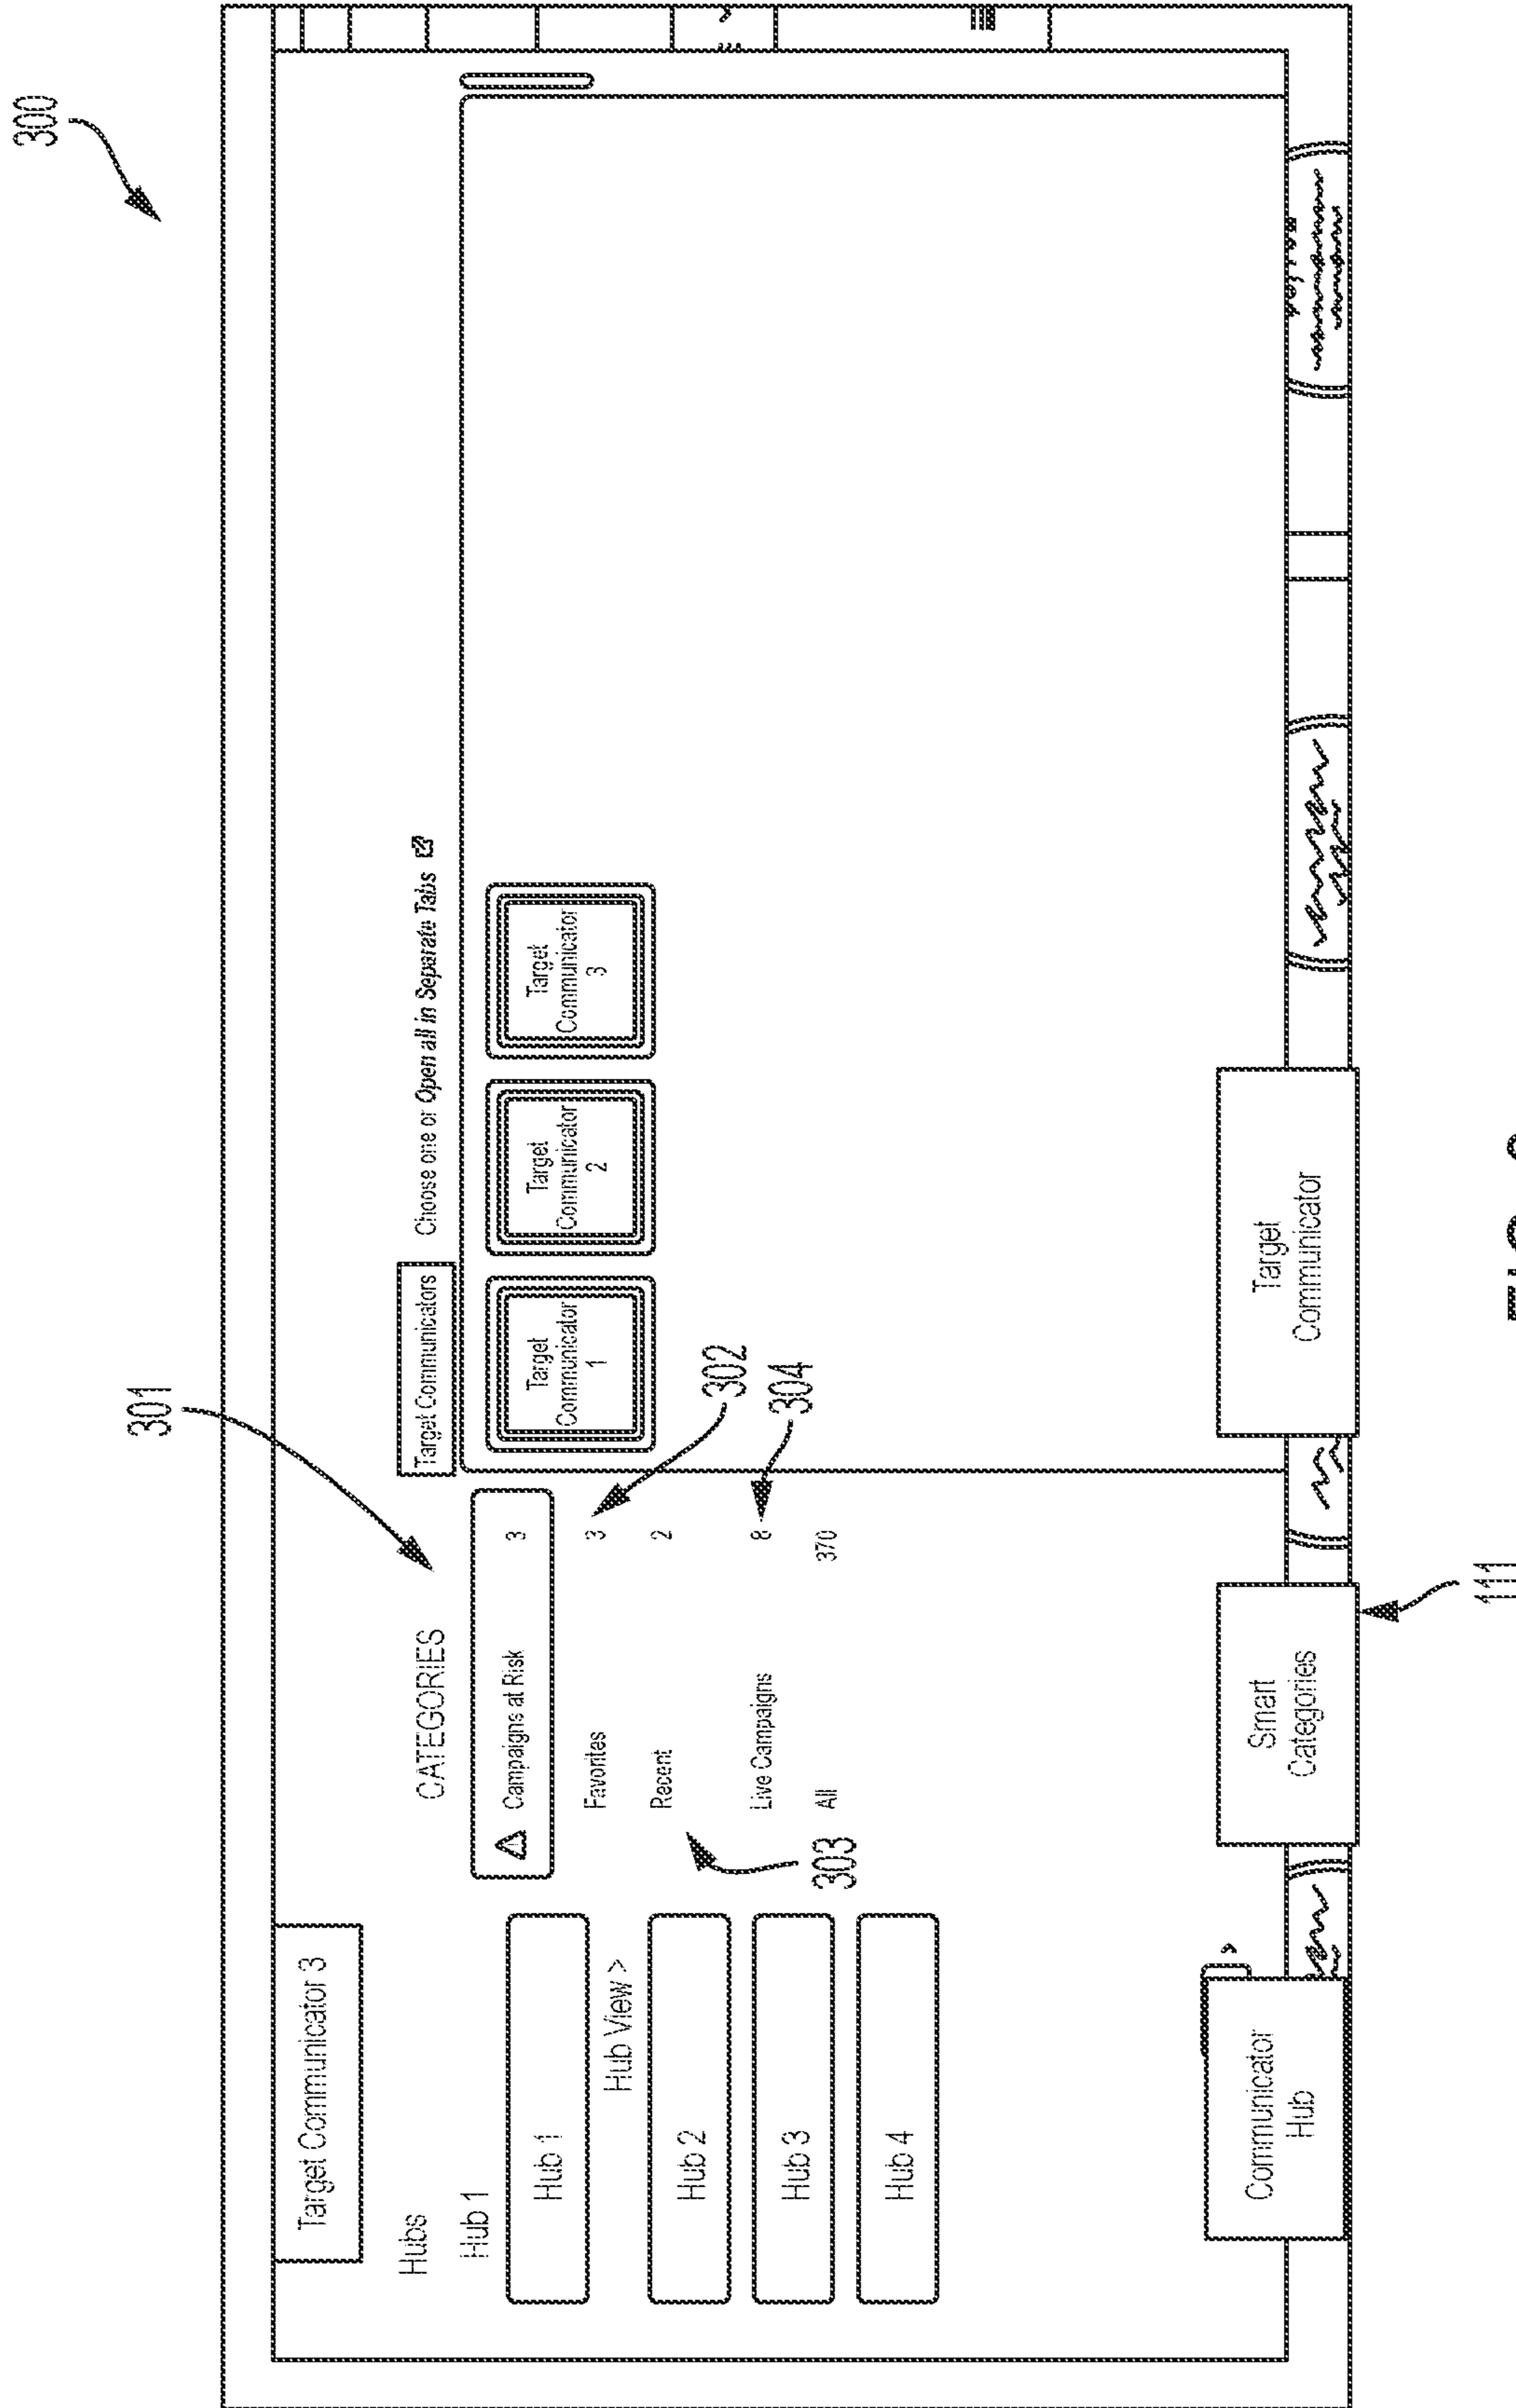 300
301
Target Communicator 3
Hubs
Hub 1
Hub 1
Hub View >
Hub 2
Hub 3
Hub 4
CATEGORIES
Campaigns at Risk 3
Favorites 3
302
Recent 2
303
Live Campaigns 8
304
All 370
Target Communicators Choose one or Open all in Separate Tabs
Target
Communicator
1
Target
Communicator
2
Target
Communicator
3
Communicator
Hub
Smart
Categories
Target
Communicator
111